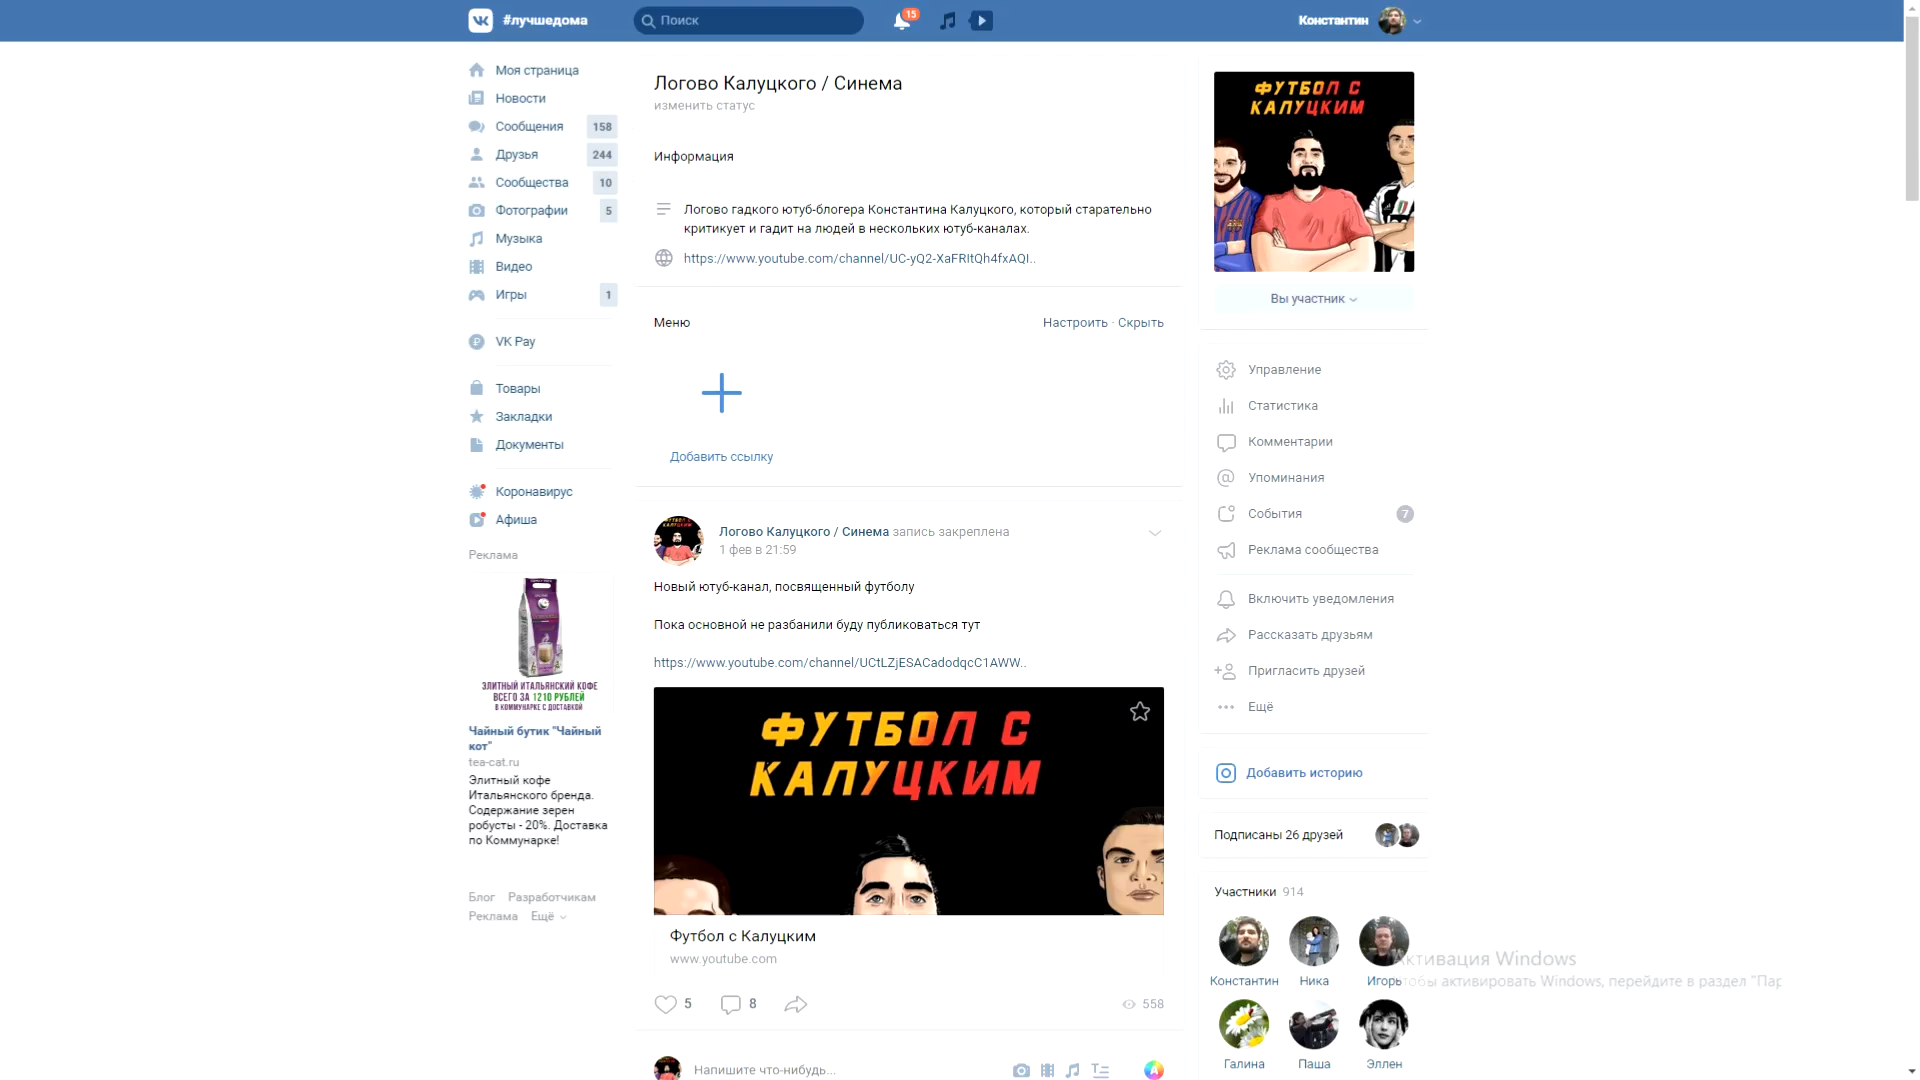 #лучшедома
Поиск
15
Константин
Моя страница
Новости
Сообщения 158
Друзья 244
Сообщества 10
Фотографии 5
Музыка
Видео
Игры 1
VK Pay
Товары
Закладки
Документы
Коронавирус
Афиша
Реклама
ЭЛИТНЫЙ ИТАЛЬЯНСКИЙ КОФЕ
ВСЕГО ЗА 1210 РУБЛЕЙ
В КОММУНАРКЕ С ДОСТАВКОЙ
Чайный бутик "Чайный
кот"
tea-cat.ru
Элитный кофе
Итальянского бренда.
Содержание зерен
робусты - 20%. Доставка
по Коммунарке!
Блог Разработчикам
Реклама Ещё
Логово Калуцкого / Синема
изменить статус
Информация
Логово гадкого ютуб-блогера Константина Калуцкого, который старательно
критикует и гадит на людей в нескольких ютуб-каналах.
https://www.youtube.com/channel/UC-yQ2-XaFRItQh4fxAQI..
Меню
Настроить · Скрыть
Добавить ссылку
Логово Калуцкого / Синема запись закреплена
1 фев в 21:59
Новый ютуб-канал, посвященный футболу
Пока основной не разбанили буду публиковаться тут
https://www.youtube.com/channel/UCtLZjESACadodqcC1AWW..
ФУТБОЛ С
КАЛУЦКИМ
Футбол с Калуцким
www.youtube.com
5 8 558
Напишите что-нибудь...
ФУТБОЛ С
КАЛУЦКИМ
Вы участник
Управление
Статистика
Комментарии
Упоминания
События 7
Реклама сообщества
Включить уведомления
Рассказать друзьям
Пригласить друзей
Ещё
Добавить историю
Подписаны 26 друзей
Участники 914
Константин Ника Игорь
Галина Паша Эллен
Активация Windows
Чтобы активировать Windows, перейдите в раздел "Пар